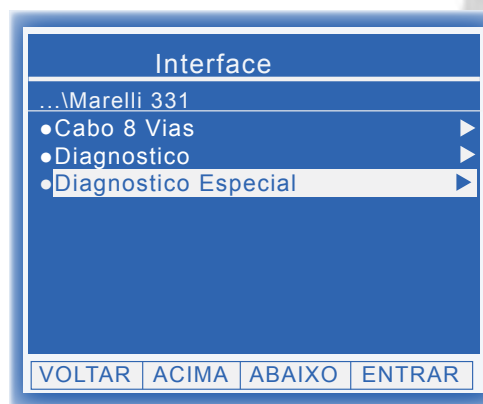 Interface
...\Marelli 331
●Cabo 8 Vias
●Diagnostico
●Diagnostico Especial
VOLTAR ACIMA ABAIXO ENTRAR